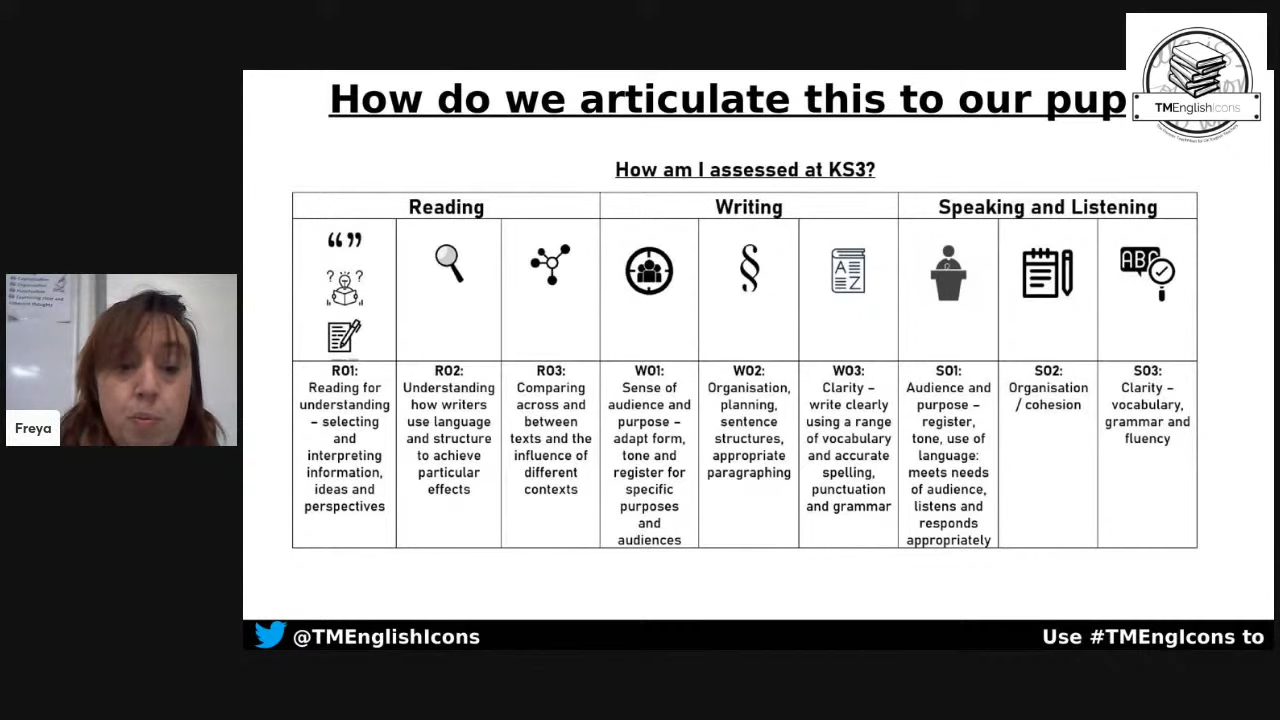 How do we articulate this to our pup
TMEnglishIcons
How am I assessed at KS3?
Reading
Writing
Speaking and Listening
RO1:
Reading for
understanding
– selecting
and
interpreting
information,
ideas and
perspectives
RO2:
Understanding
how writers
use language
and structure
to achieve
particular
effects
RO3:
Comparing
across and
between
texts and the
influence of
different
contexts
WO1:
Sense of
audience and
purpose –
adapt form,
tone and
register for
specific
purposes
and
audiences
WO2:
Organisation,
planning,
sentence
structures,
appropriate
paragraphing
WO3:
Clarity –
write clearly
using a range
of vocabulary
and accurate
spelling,
punctuation
and grammar
SO1:
Audience and
purpose –
register,
tone, use of
language:
meets needs
of audience,
listens and
responds
appropriately
SO2:
Organisation
/ cohesion
SO3:
Clarity –
vocabulary,
grammar and
fluency
A
Z
ABC
Freya
@TMEnglishIcons
Use #TMEngIcons to